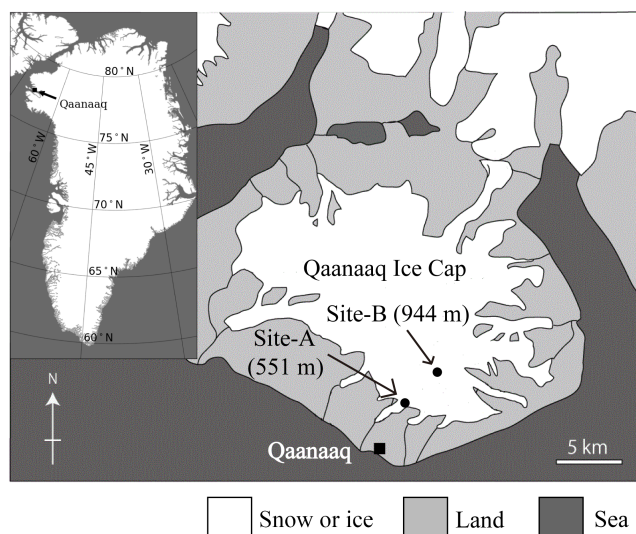 80°N
Qaanaaq
75°N
60°W
45°W
30°W
70°N
65°N
60°N
Qaanaaq Ice Cap
Site-B (944 m)
Site-A
(551 m)
N
Qaanaaq
5 km
Snow or ice
Land
Sea